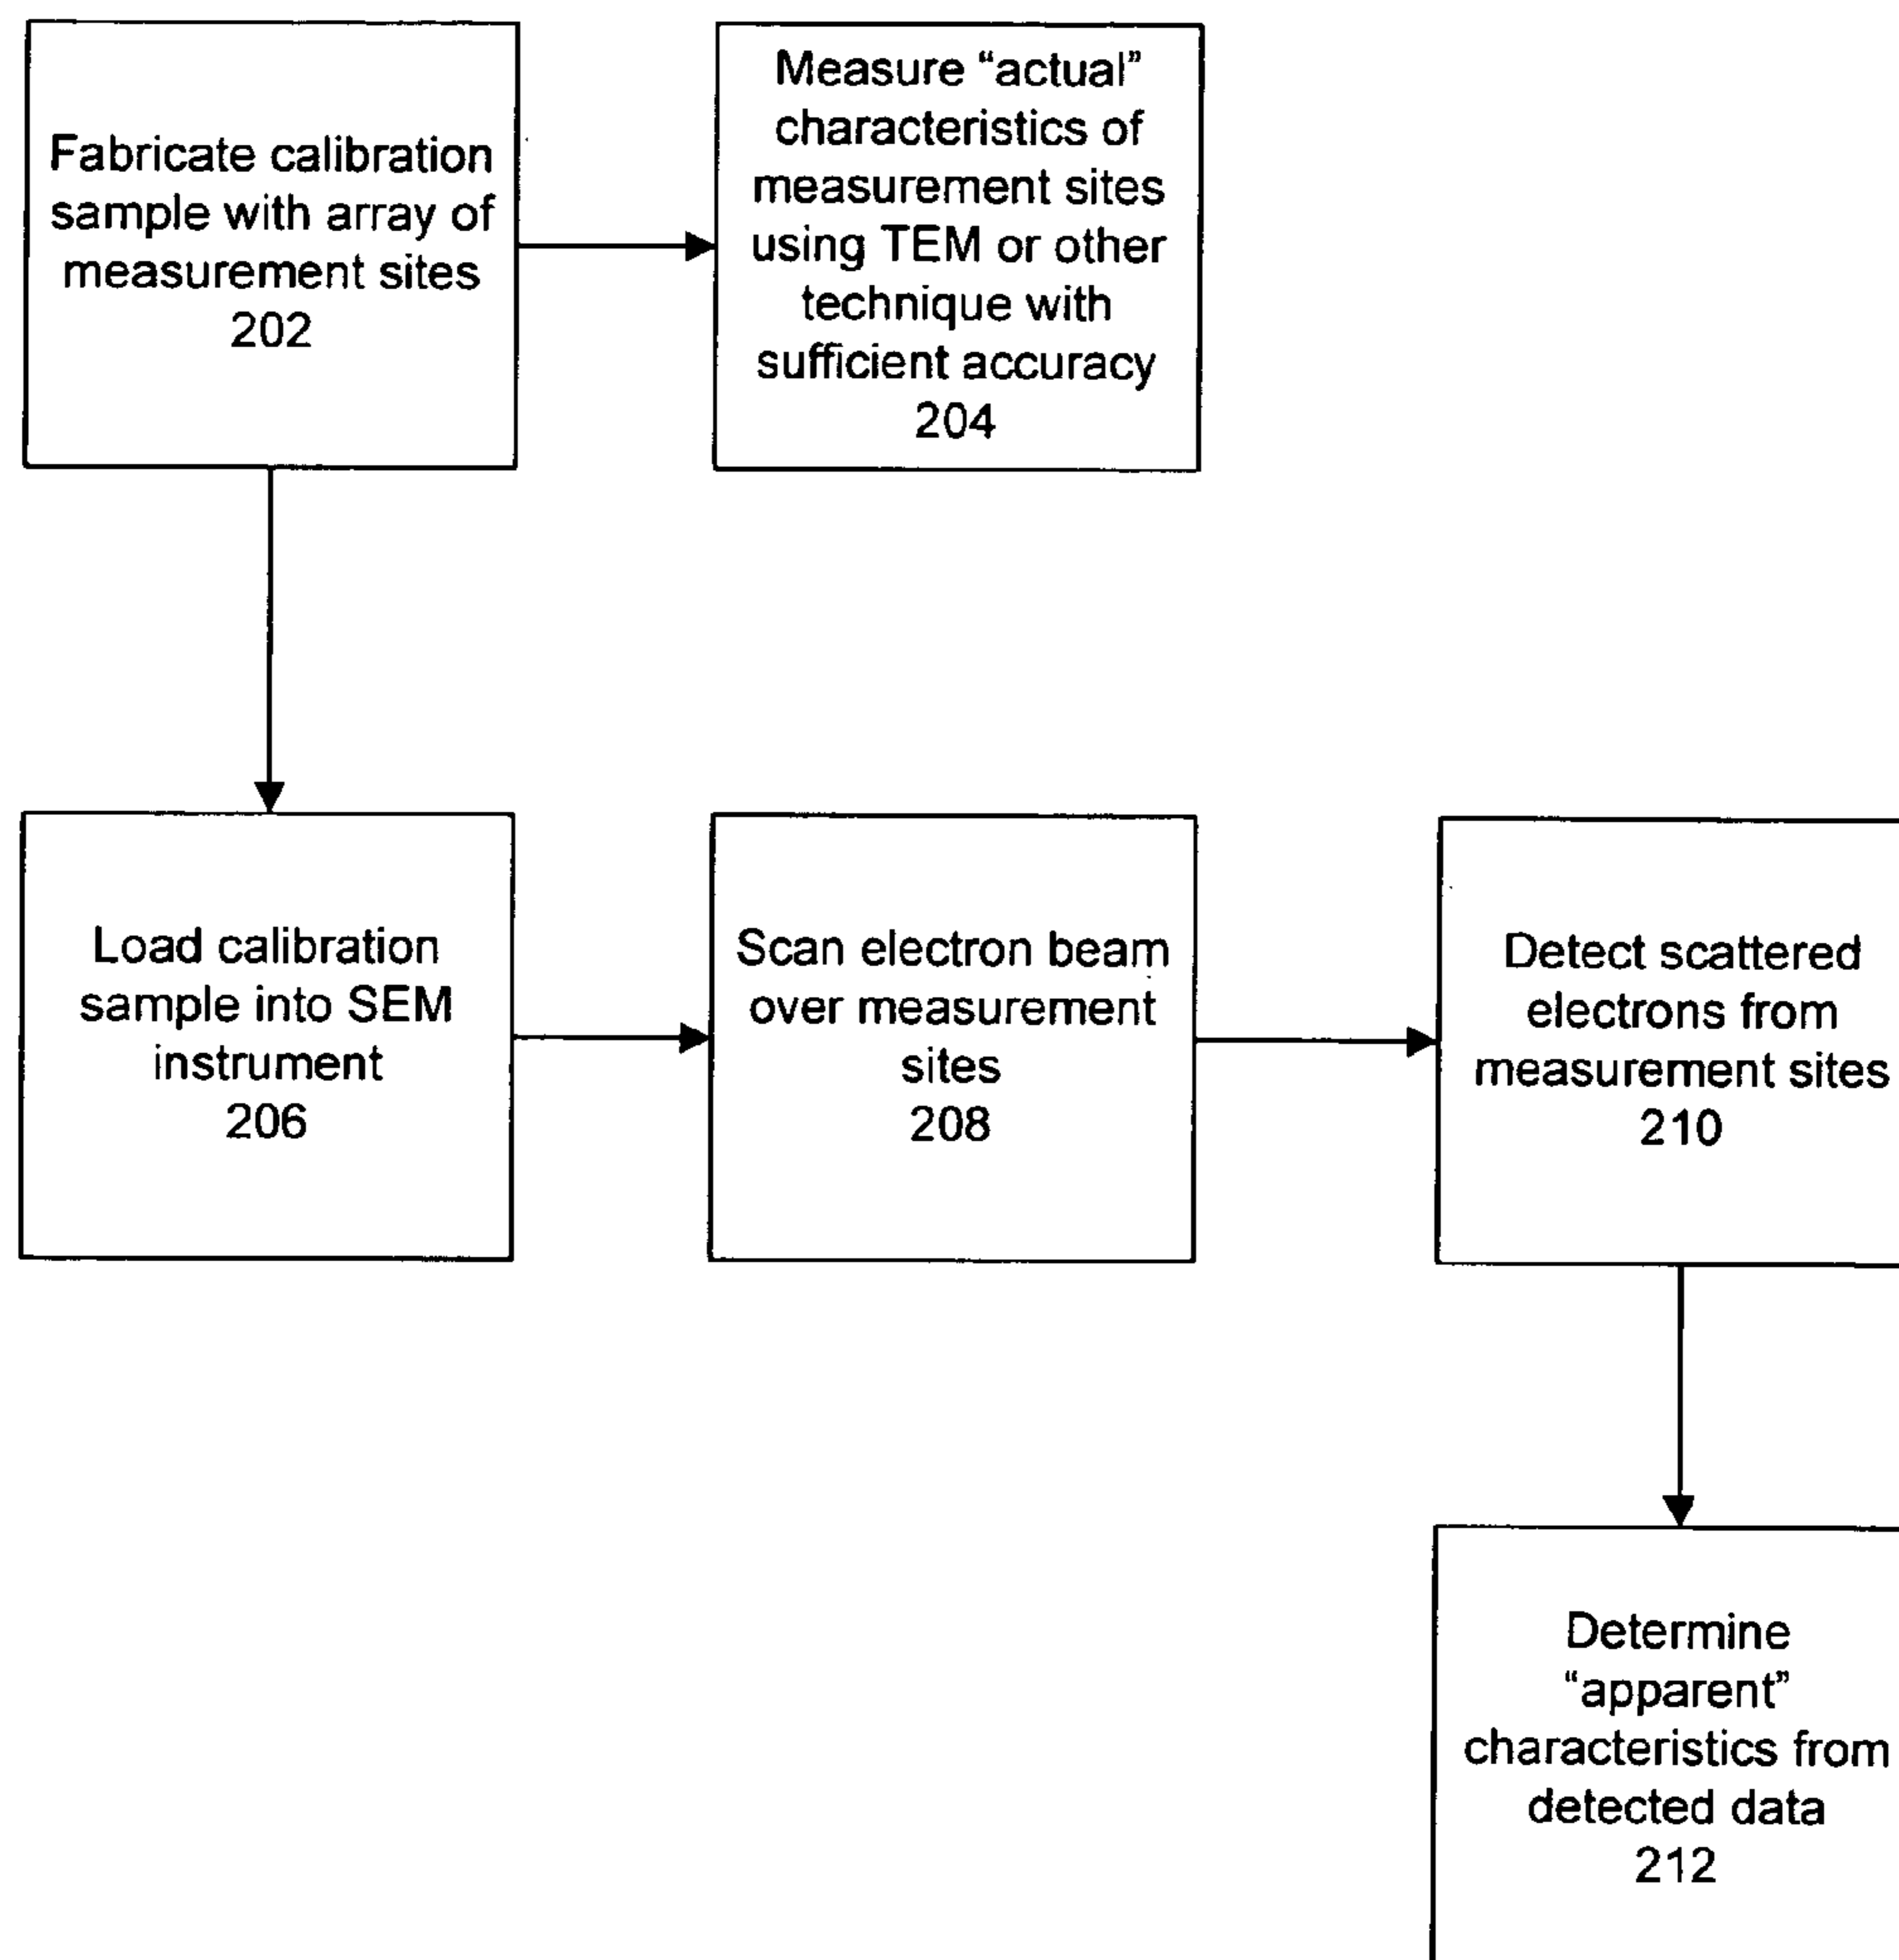 Fabricate calibration
sample with array of
measurement sites
202
Measure “actual”
characteristics of
measurement sites
using TEM or other
technique with
sufficient accuracy
204
Load calibration
sample into SEM
instrument
206
Scan electron beam
over measurement
sites
208
Detect scattered
electrons from
measurement sites
210
Determine
“apparent”
characteristics from
detected data
212